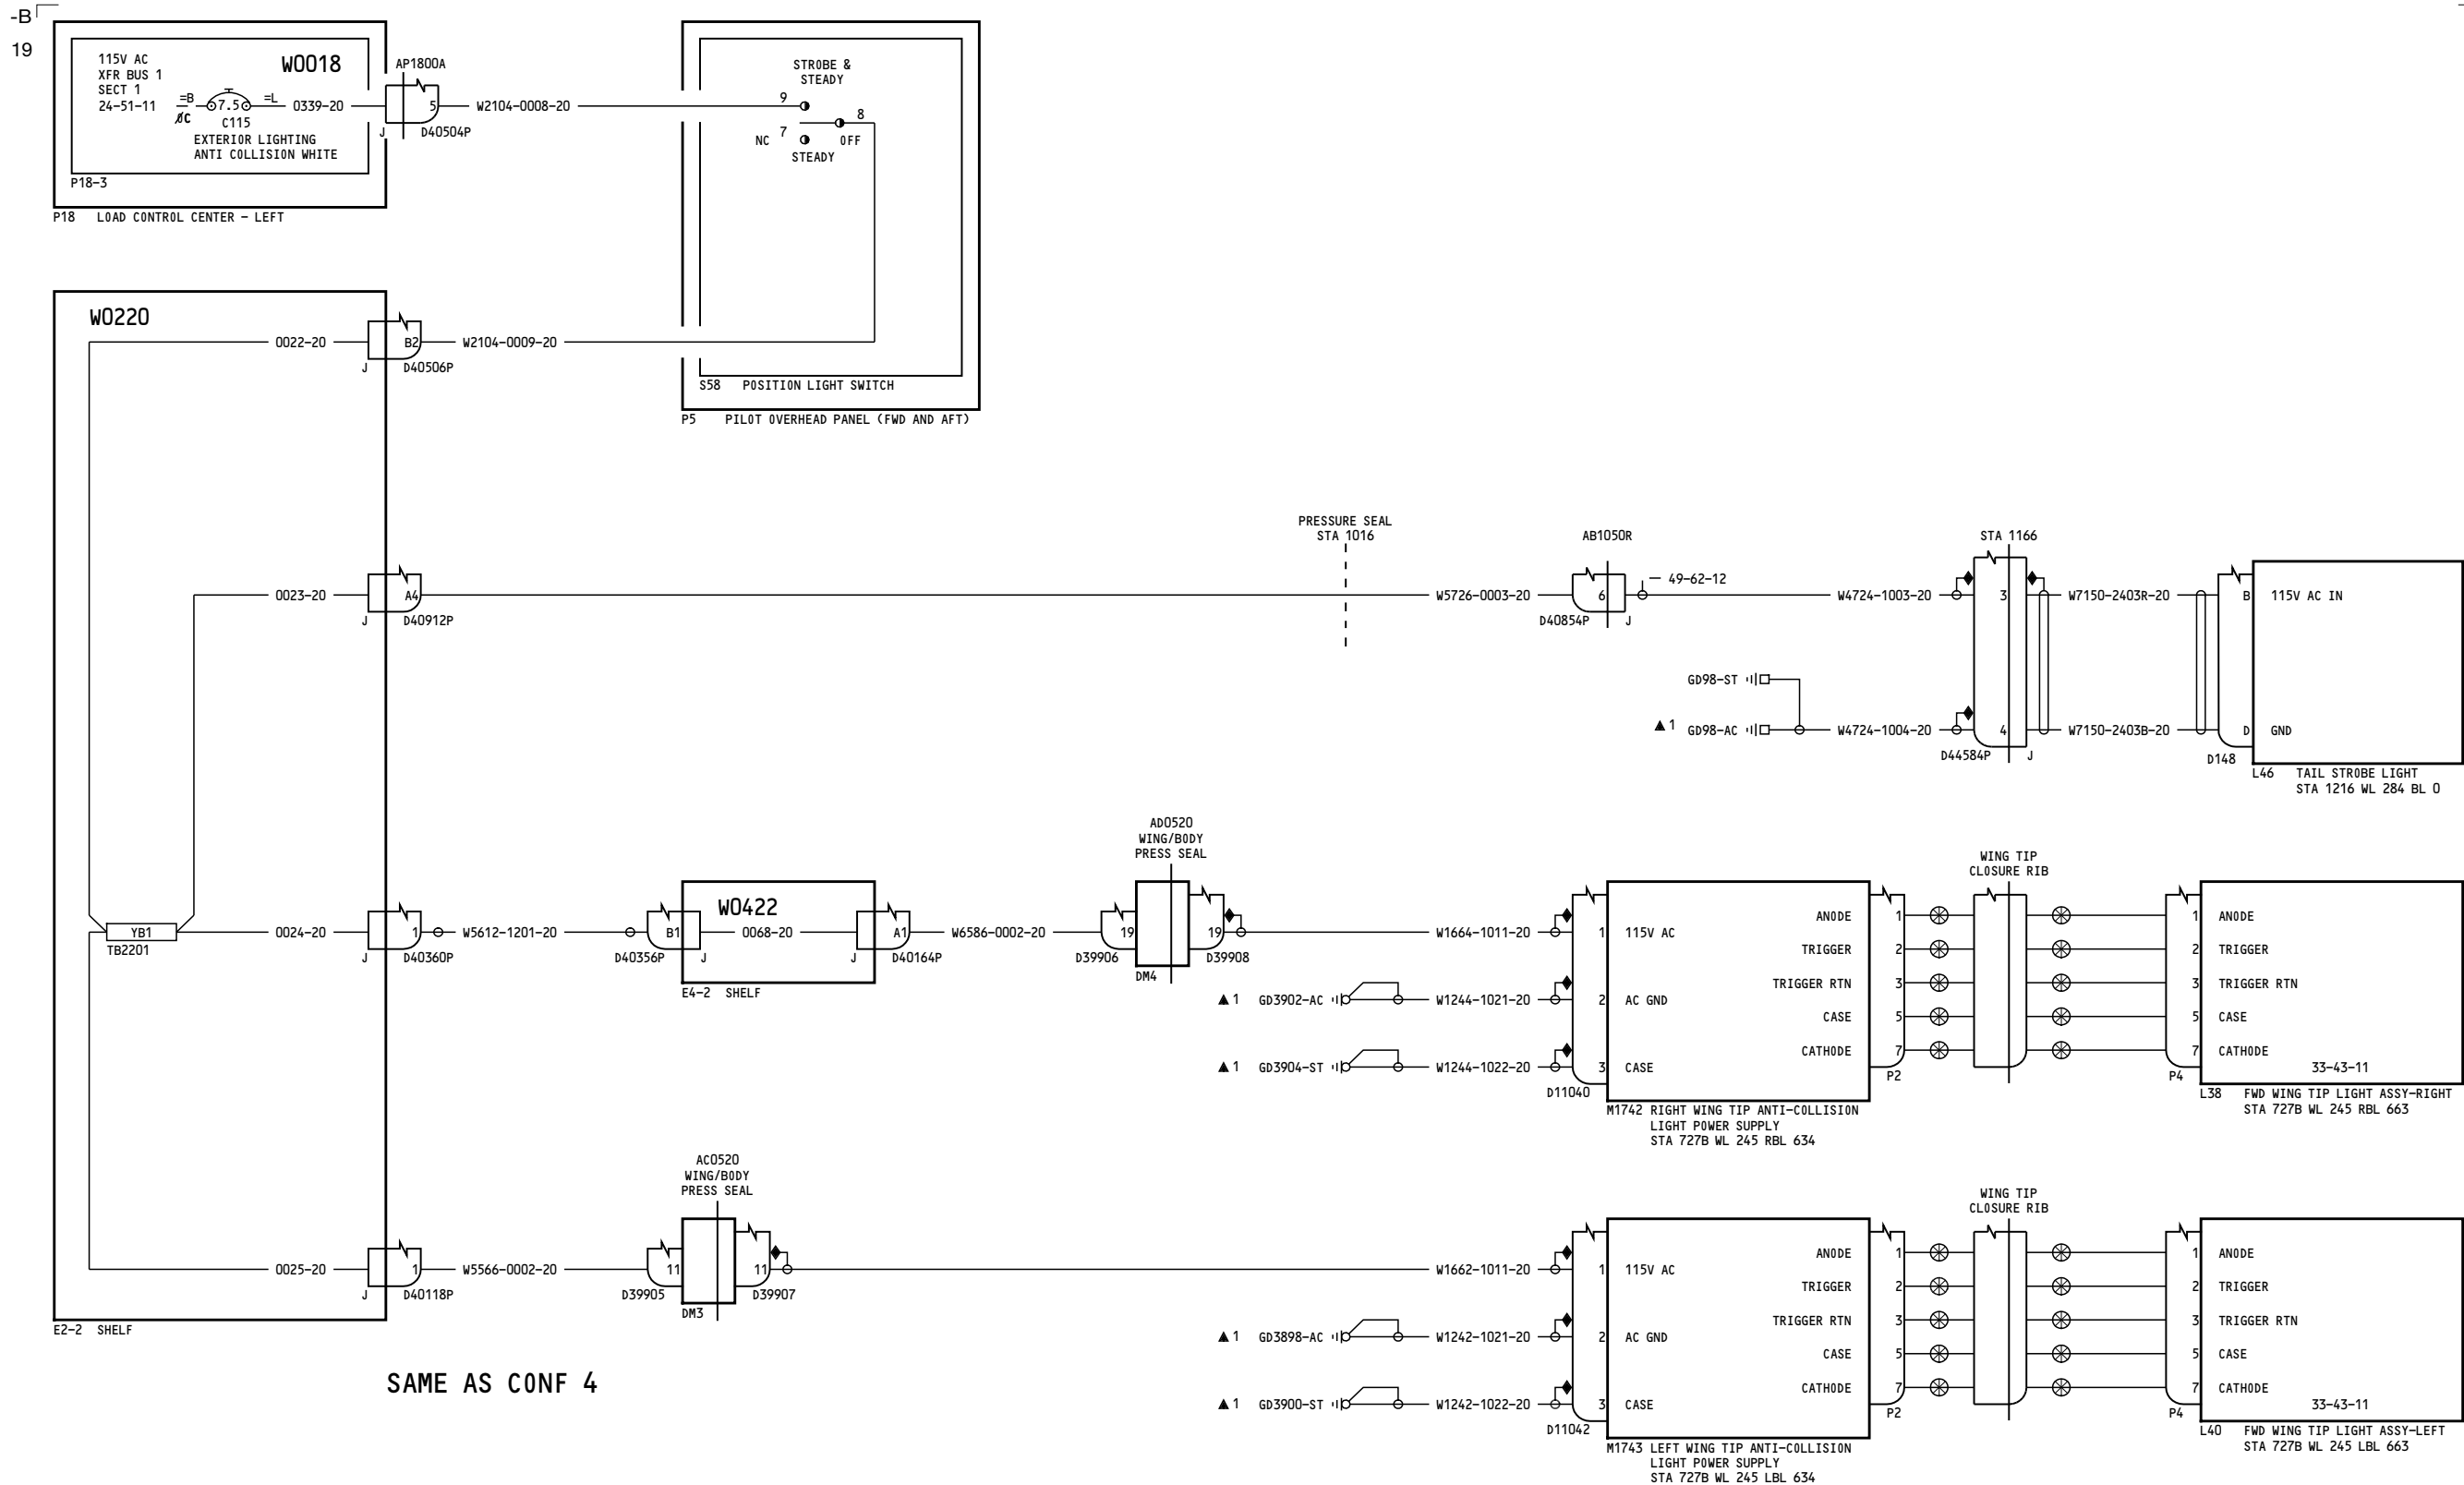 -B
19
115V AC
XFR BUS 1
SECT 1
24-51-11
=B
ØC
7.5
=L
C115
EXTERIOR LIGHTING
ANTI COLLISION WHITE
W0018
0339-20
P18-3
P18 LOAD CONTROL CENTER - LEFT
AP1800A
5
J
D40504P
W2104-0008-20
STROBE &
STEADY
9
8
7
NC
OFF
STEADY
S58 POSITION LIGHT SWITCH
P5 PILOT OVERHEAD PANEL (FWD AND AFT)
W0220
0022-20
B2
J
D40506P
W2104-0009-20
0023-20
A4
J
D40912P
PRESSURE SEAL
STA 1016
W5726-0003-20
AB1050R
6
D40854P
J
49-62-12
W4724-1003-20
STA 1166
3
W7150-2403R-20
B
115V AC IN
GD98-ST
▲ 1 GD98-AC
W4724-1004-20
4
D44584P
J
W7150-2403B-20
D
GND
D148
L46 TAIL STROBE LIGHT
STA 1216 WL 284 BL 0
YB1
TB2201
0024-20
1
J
D40360P
W5612-1201-20
B1
D40356P
J
W0422
0068-20
A1
J
D40164P
E4-2 SHELF
W6586-0002-20
AD0520
WING/BODY
PRESS SEAL
19
19
D39906
D39908
DM4
W1664-1011-20
1
115V AC
▲ 1 GD3902-AC
W1244-1021-20
2
AC GND
▲ 1 GD3904-ST
W1244-1022-20
3
CASE
D11040
M1742 RIGHT WING TIP ANTI-COLLISION
LIGHT POWER SUPPLY
STA 727B WL 245 RBL 634
ANODE 1
TRIGGER 2
TRIGGER RTN 3
CASE 5
CATHODE 7
P2
WING TIP
CLOSURE RIB
1 ANODE
2 TRIGGER
3 TRIGGER RTN
5 CASE
7 CATHODE
P4
33-43-11
L38 FWD WING TIP LIGHT ASSY-RIGHT
STA 727B WL 245 RBL 663
0025-20
1
J
D40118P
E2-2 SHELF
W5566-0002-20
AC0520
WING/BODY
PRESS SEAL
11
11
D39905
D39907
DM3
W1662-1011-20
1
115V AC
▲ 1 GD3898-AC
W1242-1021-20
2
AC GND
▲ 1 GD3900-ST
W1242-1022-20
3
CASE
D11042
M1743 LEFT WING TIP ANTI-COLLISION
LIGHT POWER SUPPLY
STA 727B WL 245 LBL 634
ANODE 1
TRIGGER 2
TRIGGER RTN 3
CASE 5
CATHODE 7
P2
WING TIP
CLOSURE RIB
1 ANODE
2 TRIGGER
3 TRIGGER RTN
5 CASE
7 CATHODE
P4
33-43-11
L40 FWD WING TIP LIGHT ASSY-LEFT
STA 727B WL 245 LBL 663
SAME AS CONF 4